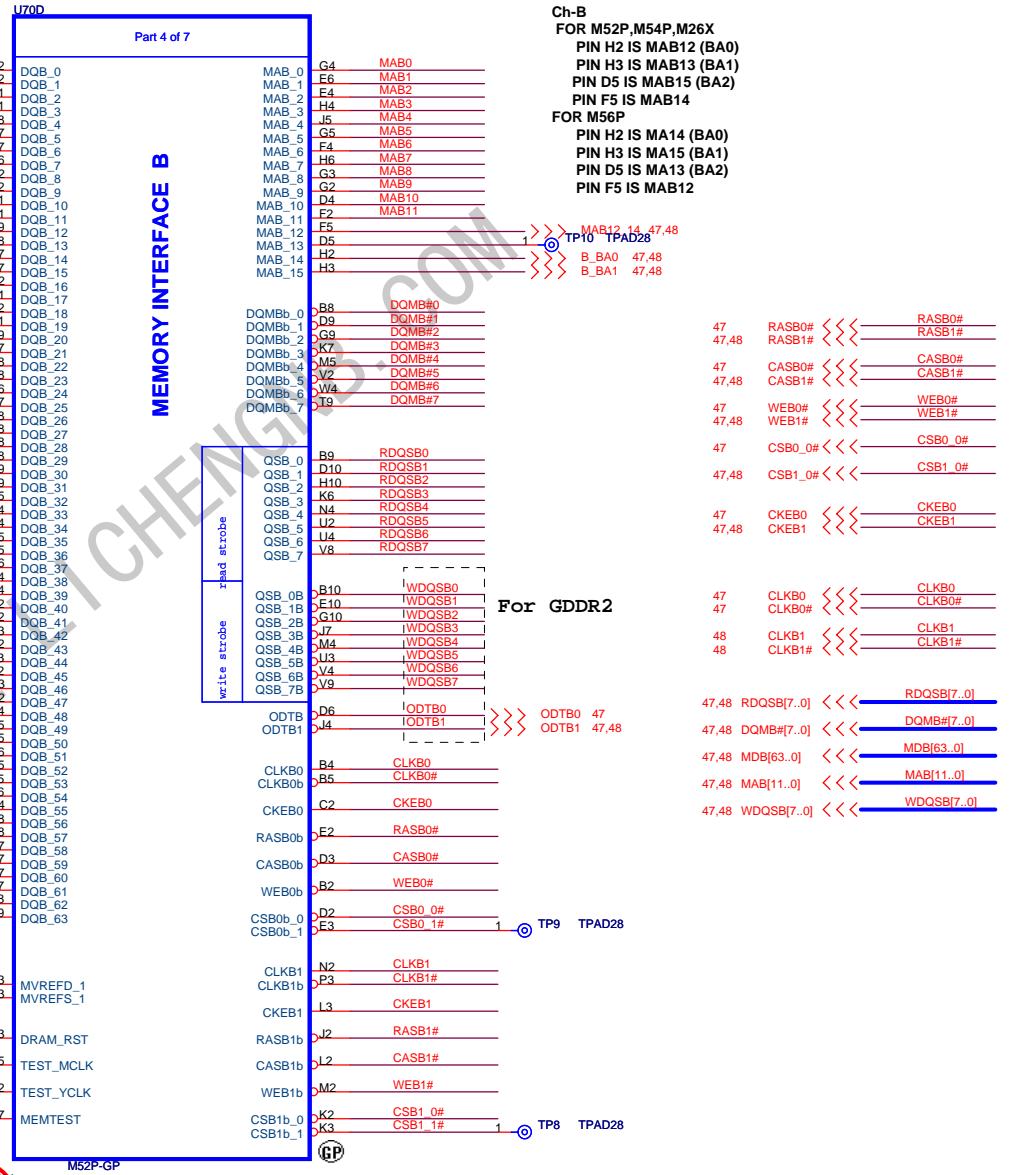 U70D
Part 4 of 7
MEMORY INTERFACE B
DQB_0
DQB_1
DQB_2
DQB_3
DQB_4
DQB_5
DQB_6
DQB_7
DQB_8
DQB_9
DQB_10
DQB_11
DQB_12
DQB_13
DQB_14
DQB_15
DQB_16
DQB_17
DQB_18
DQB_19
DQB_20
DQB_21
DQB_22
DQB_23
DQB_24
DQB_25
DQB_26
DQB_27
DQB_28
DQB_29
DQB_30
DQB_31
DQB_32
DQB_33
DQB_34
DQB_35
DQB_36
DQB_37
DQB_38
DQB_39
DQB_40
DQB_41
DQB_42
DQB_43
DQB_44
DQB_45
DQB_46
DQB_47
DQB_48
DQB_49
DQB_50
DQB_51
DQB_52
DQB_53
DQB_54
DQB_55
DQB_56
DQB_57
DQB_58
DQB_59
DQB_60
DQB_61
DQB_62
DQB_63
MVREFD_1
MVREFS_1
DRAM_RST
TEST_MCLK
TEST_YCLK
MEMTEST
MAB_0 G4 MAB0
MAB_1 E6 MAB1
MAB_2 E4 MAB2
MAB_3 H4 MAB3
MAB_4 J5 MAB4
MAB_5 G5 MAB5
MAB_6 F4 MAB6
MAB_7 H6 MAB7
MAB_8 G3 MAB8
MAB_9 G2 MAB9
MAB_10 D4 MAB10
MAB_11 F2 MAB11
MAB_12 F5 MAB12_14 47,48
MAB_13 D5 1 TP10 TPAD28
MAB_14 H2 B_BA0 47,48
MAB_15 H3 B_BA1 47,48
DQMBb_0 B8 DQMB#0
DQMBb_1 D9 DQMB#1
DQMBb_2 G9 DQMB#2
DQMBb_3 K7 DQMB#3
DQMBb_4 M5 DQMB#4
DQMBb_5 V2 DQMB#5
DQMBb_6 W4 DQMB#6
DQMBb_7 T9 DQMB#7
read strobe
QSB_0 B9 RDQSB0
QSB_1 D10 RDQSB1
QSB_2 H10 RDQSB2
QSB_3 K6 RDQSB3
QSB_4 N4 RDQSB4
QSB_5 U2 RDQSB5
QSB_6 U4 RDQSB6
QSB_7 V8 RDQSB7
write strobe
QSB_0B B10 WDQSB0
QSB_1B E10 WDQSB1
QSB_2B G10 WDQSB2
QSB_3B J7 WDQSB3
QSB_4B M4 WDQSB4
QSB_5B U3 WDQSB5
QSB_6B V4 WDQSB6
QSB_7B V9 WDQSB7
For GDDR2
ODTB D6 ODTB0 ODTB0 47
ODTB1 J4 ODTB1 ODTB1 47,48
CLKB0 B4 CLKB0
CLKB0b B5 CLKB0#
CKEB0 C2 CKEB0
RASB0b E2 RASB0#
CASB0b D3 CASB0#
WEB0b B2 WEB0#
CSB0b_0 D2 CSB0_0#
CSB0b_1 E3 CSB0_1# 1 TP9 TPAD28
CLKB1 N2 CLKB1
CLKB1b P3 CLKB1#
CKEB1 L3 CKEB1
RASB1b J2 RASB1#
CASB1b L2 CASB1#
WEB1b M2 WEB1#
CSB1b_0 K2 CSB1_0#
CSB1b_1 K3 CSB1_1# 1 TP8 TPAD28
GP
M52P-GP
Ch-B
FOR M52P,M54P,M26X
PIN H2 IS MAB12 (BA0)
PIN H3 IS MAB13 (BA1)
PIN D5 IS MAB15 (BA2)
PIN F5 IS MAB14
FOR M56P
PIN H2 IS MA14 (BA0)
PIN H3 IS MA15 (BA1)
PIN D5 IS MA13 (BA2)
PIN F5 IS MAB12
47 RASB0# RASB0#
47,48 RASB1# RASB1#
47 CASB0# CASB0#
47,48 CASB1# CASB1#
47 WEB0# WEB0#
47,48 WEB1# WEB1#
47 CSB0_0# CSB0_0#
47,48 CSB1_0# CSB1_0#
47 CKEB0 CKEB0
47,48 CKEB1 CKEB1
47 CLKB0 CLKB0
47 CLKB0# CLKB0#
48 CLKB1 CLKB1
48 CLKB1# CLKB1#
47,48 RDQSB[7..0] RDQSB[7..0]
47,48 DQMB#[7..0] DQMB#[7..0]
47,48 MDB[63..0] MDB[63..0]
47,48 MAB[11..0] MAB[11..0]
47,48 WDQSB[7..0] WDQSB[7..0]
LICHENGNB.COM